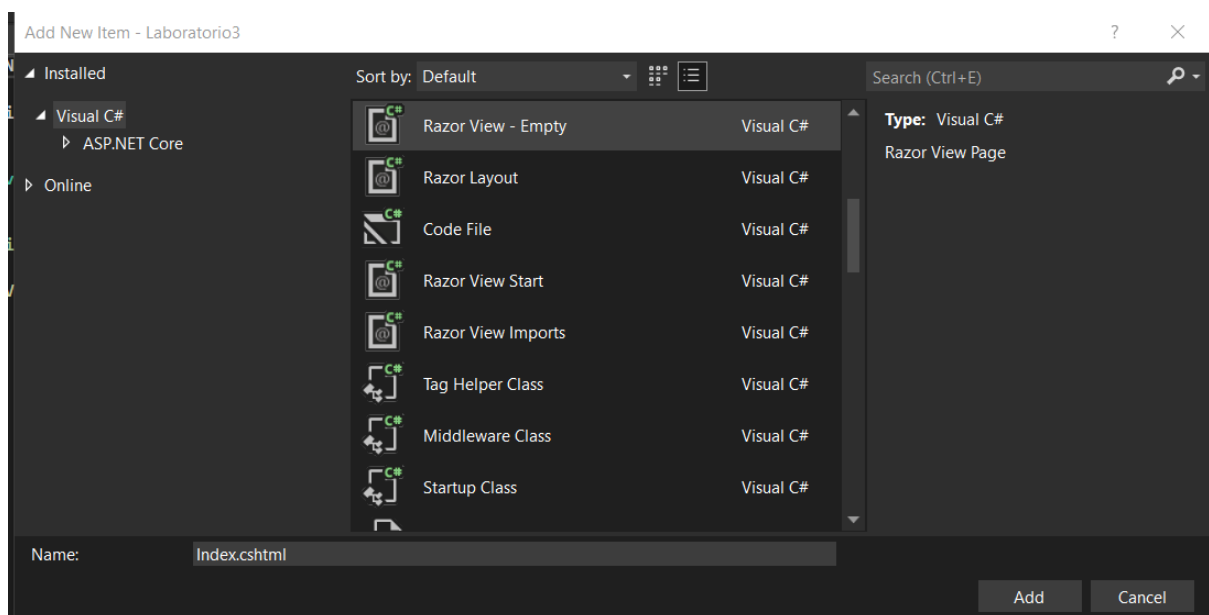 Add New Item - Laboratorio3
? ×
Installed
Sort by: Default
Search (Ctrl+E)
Visual C#
ASP.NET Core
Online
Razor View - Empty Visual C#
Razor Layout Visual C#
Code File Visual C#
Razor View Start Visual C#
Razor View Imports Visual C#
Tag Helper Class Visual C#
Middleware Class Visual C#
Startup Class Visual C#
Type: Visual C#
Razor View Page
Name: Index.cshtml
Add Cancel